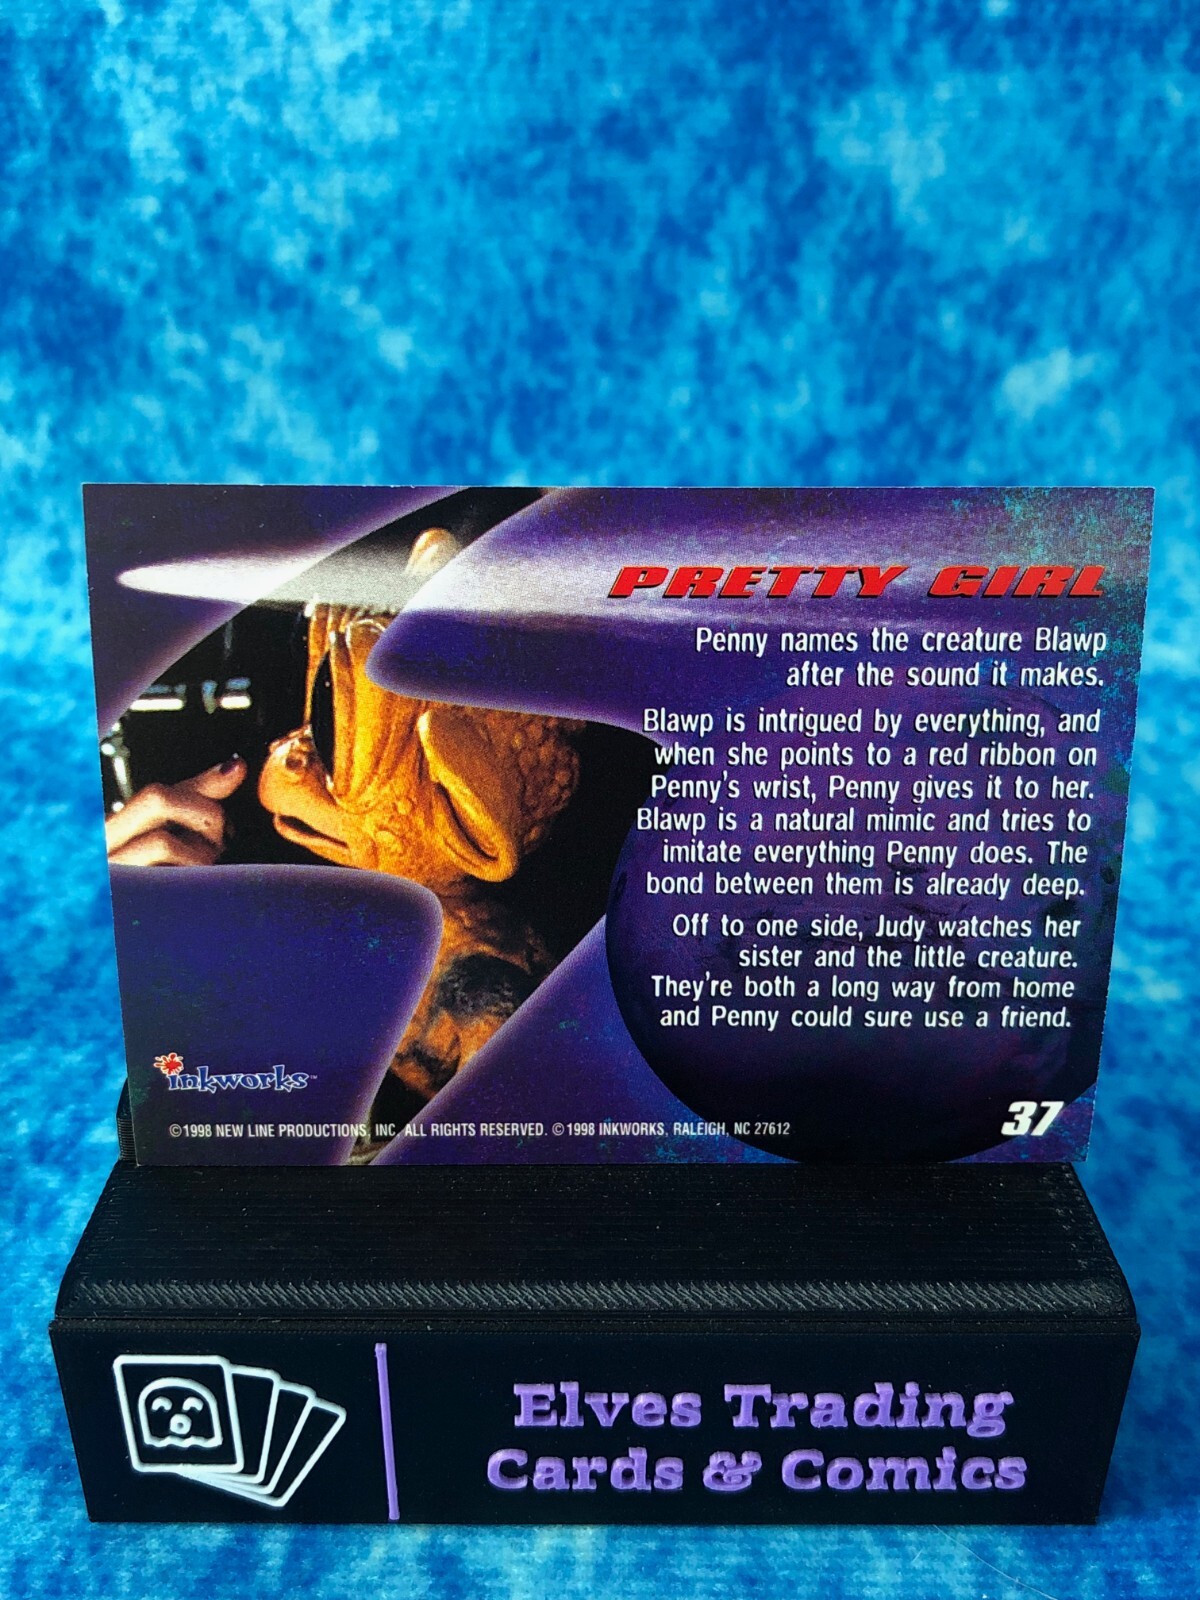 PRETTY GIRL
Penny names the creature Blawp
after the sound it makes.
Blawp is intrigued by everything, and
when she points to a red ribbon on
Penny's wrist, Penny gives it to her.
Blawp is a natural mimic and tries to
imitate everything Penny does. The
bond between them is already deep.
Off to one side, Judy watches her
sister and the little creature.
They're both a long way from home
and Penny could sure use a friend.
inkworks™
©1998 NEW LINE PRODUCTIONS, INC. ALL RIGHTS RESERVED. ©1998 INKWORKS, RALEIGH, NC 27612
37
Elves Trading
Cards & Comics